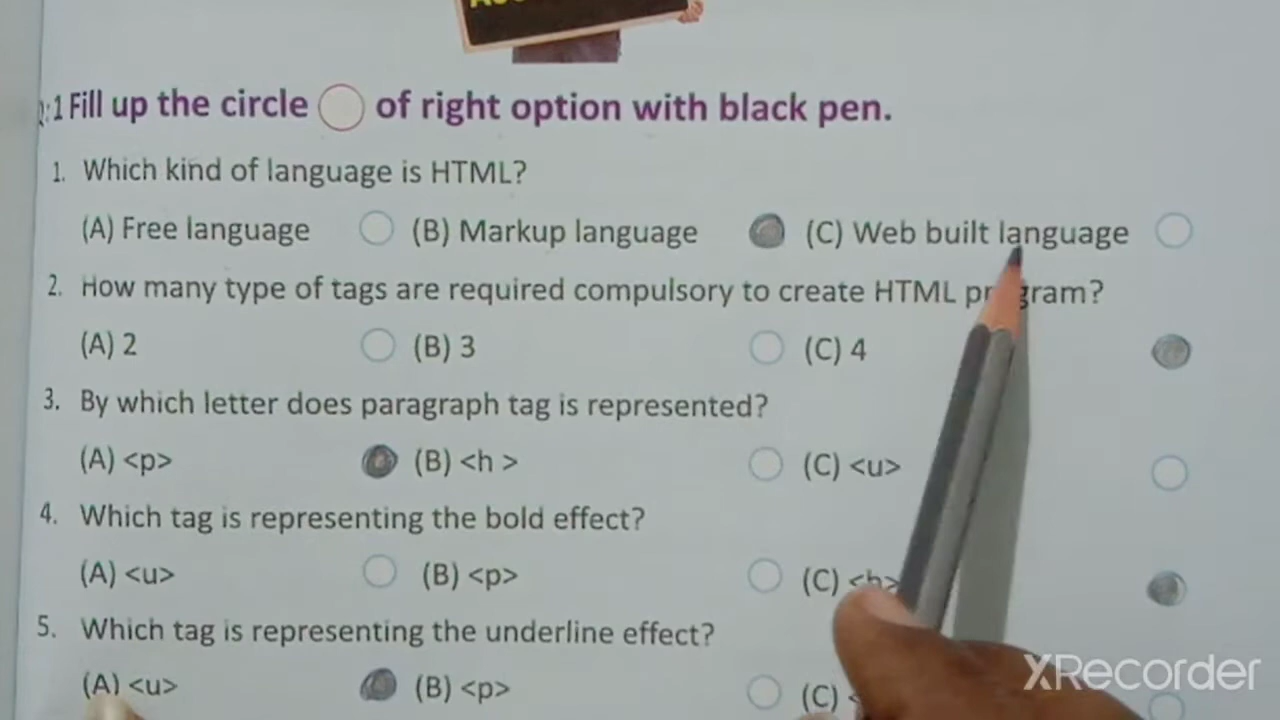 Q:1 Fill up the circle of right option with black pen.
1. Which kind of language is HTML?
(A) Free language (B) Markup language (C) Web built language
2. How many type of tags are required compulsory to create HTML program?
(A) 2 (B) 3 (C) 4
3. By which letter does paragraph tag is represented?
(A) <p> (B) <h > (C) <u>
4. Which tag is representing the bold effect?
(A) <u> (B) <p> (C) <b>
5. Which tag is representing the underline effect?
(A) <u> (B) <p> (C) <
XRecorder